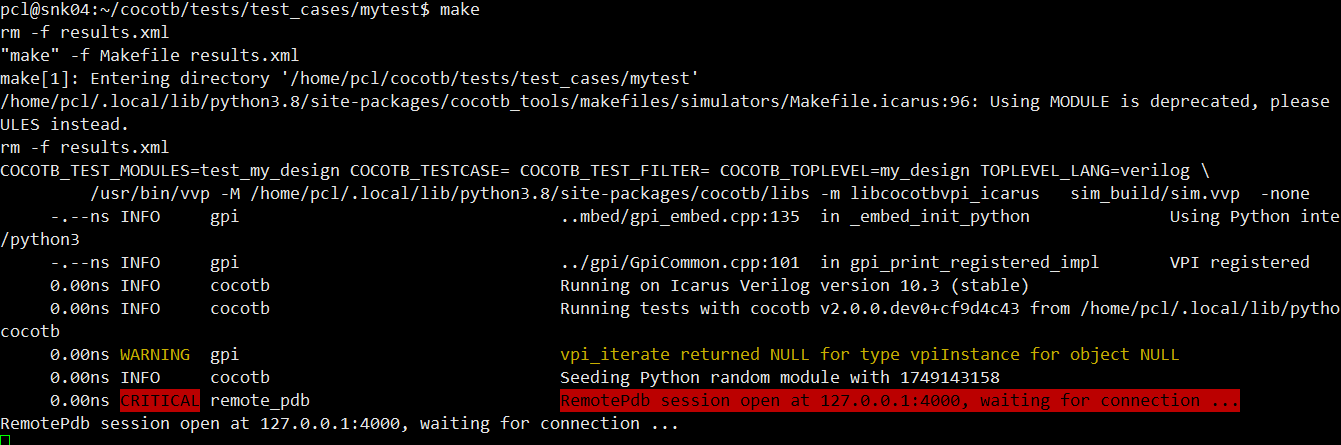 pcl@snk04:~/cocotb/tests/test_cases/mytest$ make
rm -f results.xml
"make" -f Makefile results.xml
make[1]: Entering directory '/home/pcl/cocotb/tests/test_cases/mytest'
/home/pcl/.local/lib/python3.8/site-packages/cocotb_tools/makefiles/simulators/Makefile.icarus:96: Using MODULE is deprecated, please
ULES instead.
rm -f results.xml
COCOTB_TEST_MODULES=test_my_design COCOTB_TESTCASE= COCOTB_TEST_FILTER= COCOTB_TOPLEVEL=my_design TOPLEVEL_LANG=verilog \
/usr/bin/vvp -M /home/pcl/.local/lib/python3.8/site-packages/cocotb/libs -m libcocotbvpi_icarus sim_build/sim.vvp -none
-.--ns INFO gpi ..mbed/gpi_embed.cpp:135 in _embed_init_python Using Python inte
/python3
-.--ns INFO gpi ../gpi/GpiCommon.cpp:101 in gpi_print_registered_impl VPI registered
0.00ns INFO cocotb Running on Icarus Verilog version 10.3 (stable)
0.00ns INFO cocotb Running tests with cocotb v2.0.0.dev0+cf9d4c43 from /home/pcl/.local/lib/pytho
cocotb
0.00ns WARNING gpi vpi_iterate returned NULL for type vpiInstance for object NULL
0.00ns INFO cocotb Seeding Python random module with 1749143158
0.00ns CRITICAL remote_pdb RemotePdb session open at 127.0.0.1:4000, waiting for connection ...
RemotePdb session open at 127.0.0.1:4000, waiting for connection ...